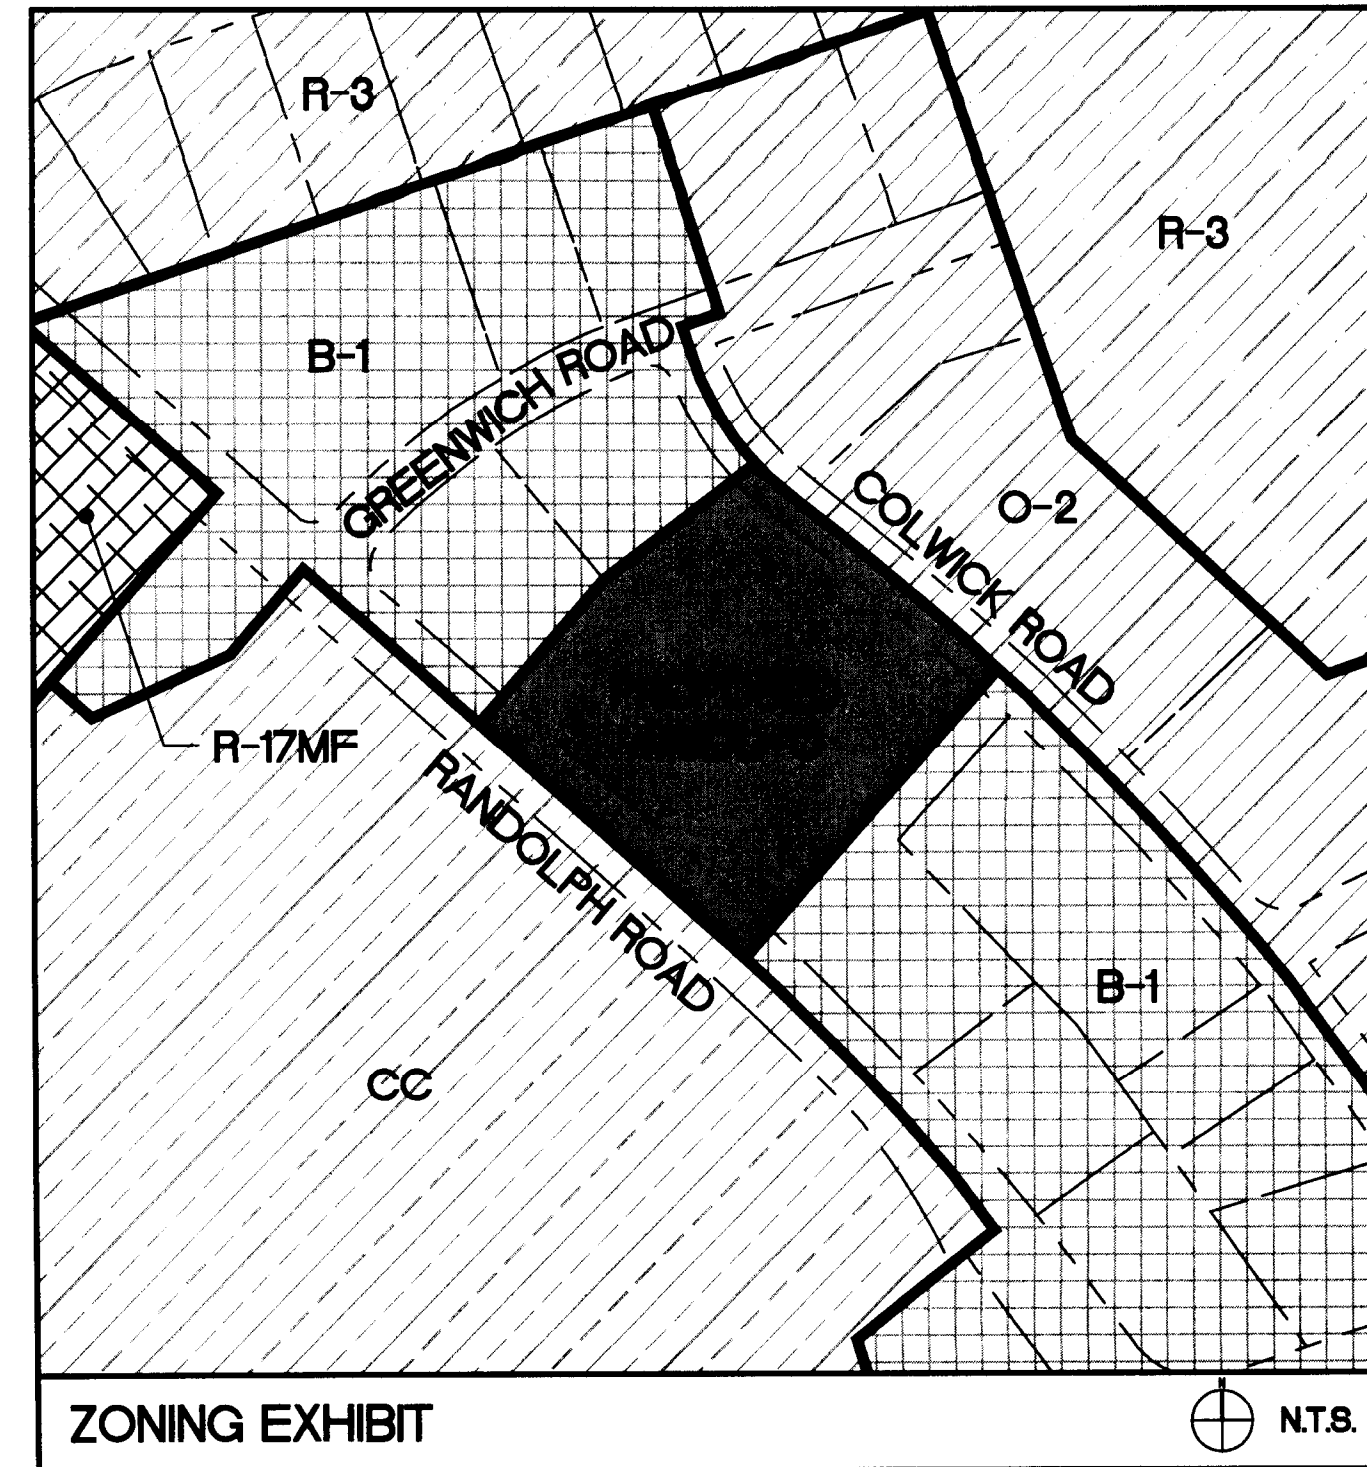 R-3
R-3
B-1
GREENWICH ROAD
O-2
COLWICK ROAD
R-17MF
RANDOLPH ROAD
B-1
CC
ZONING EXHIBIT
N
N.T.S.